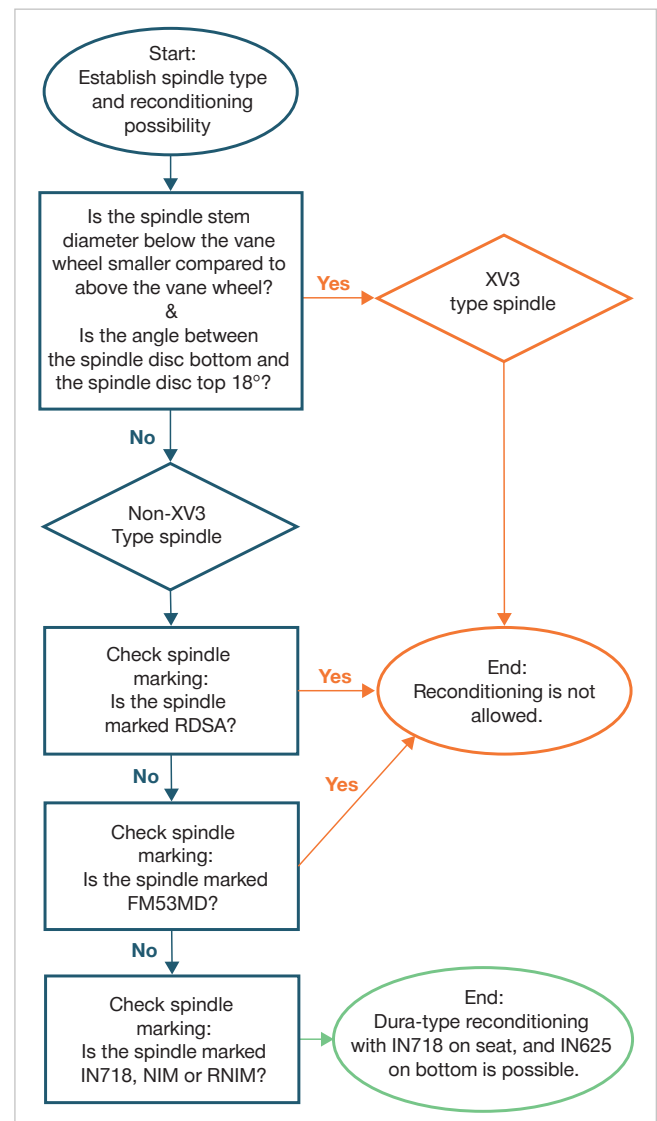 Start:
Establish spindle type
and reconditioning
possibility
Is the spindle stem
diameter below the vane
wheel smaller compared to
above the vane wheel?
&
Is the angle between
the spindle disc bottom and
the spindle disc top 18°?
Yes
XV3
type spindle
No
Non-XV3
Type spindle
Check spindle
marking:
Is the spindle
marked RDSA?
Yes
End:
Reconditioning is not
allowed.
No
Check spindle
marking:
Is the spindle marked
FM53MD?
Yes
No
Check spindle
marking:
Is the spindle marked
IN718, NIM or RNIM?
End:
Dura-type reconditioning
with IN718 on seat, and IN625
on bottom is possible.